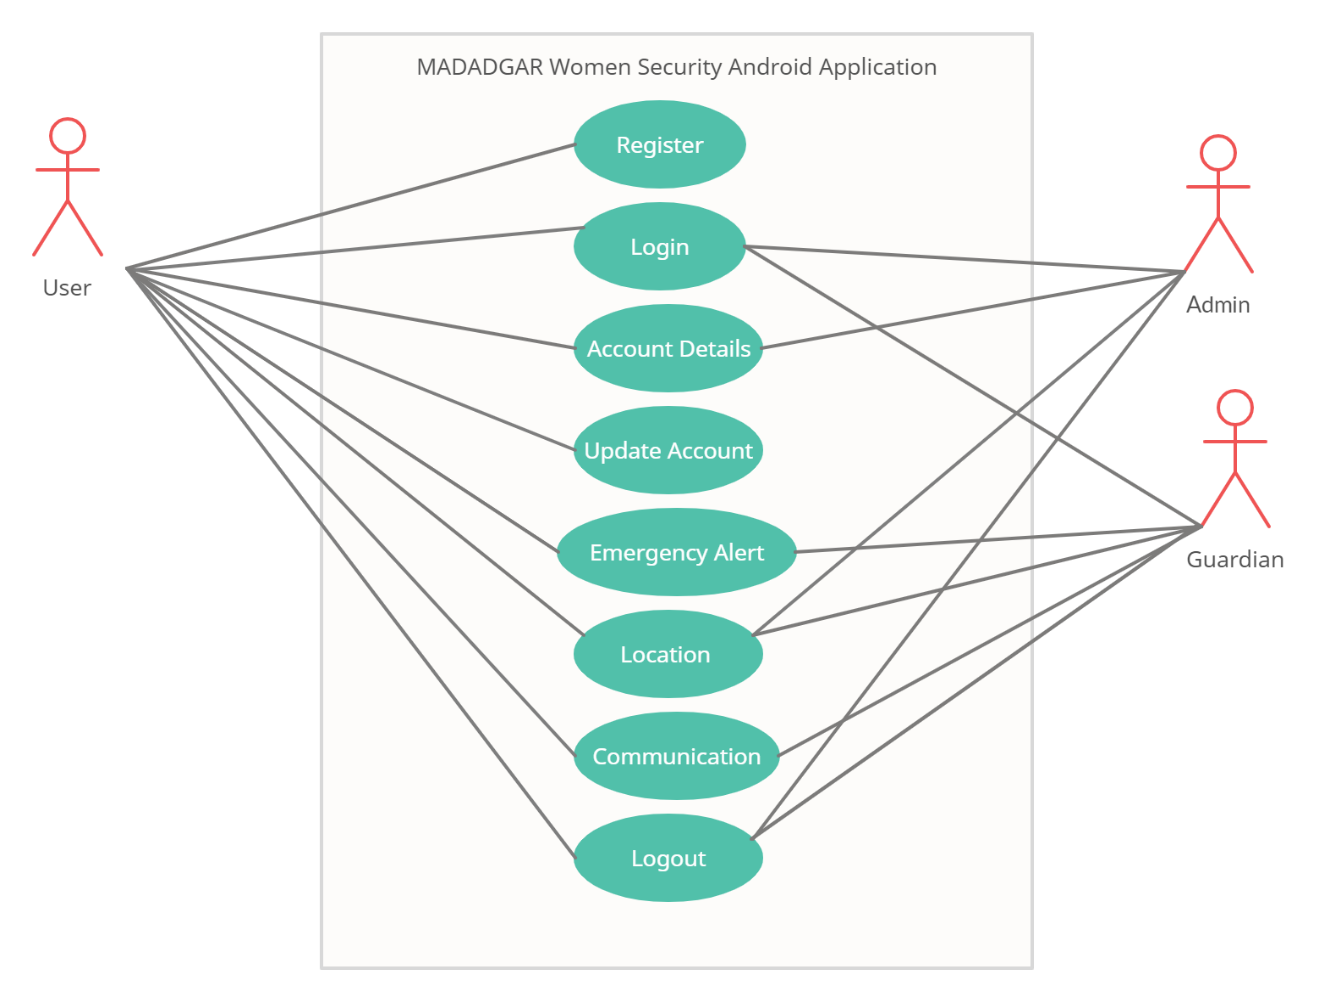 MADADGAR Women Security Android Application
Register
Login
Account Details
Update Account
Emergency Alert
Location
Communication
Logout
User
Admin
Guardian